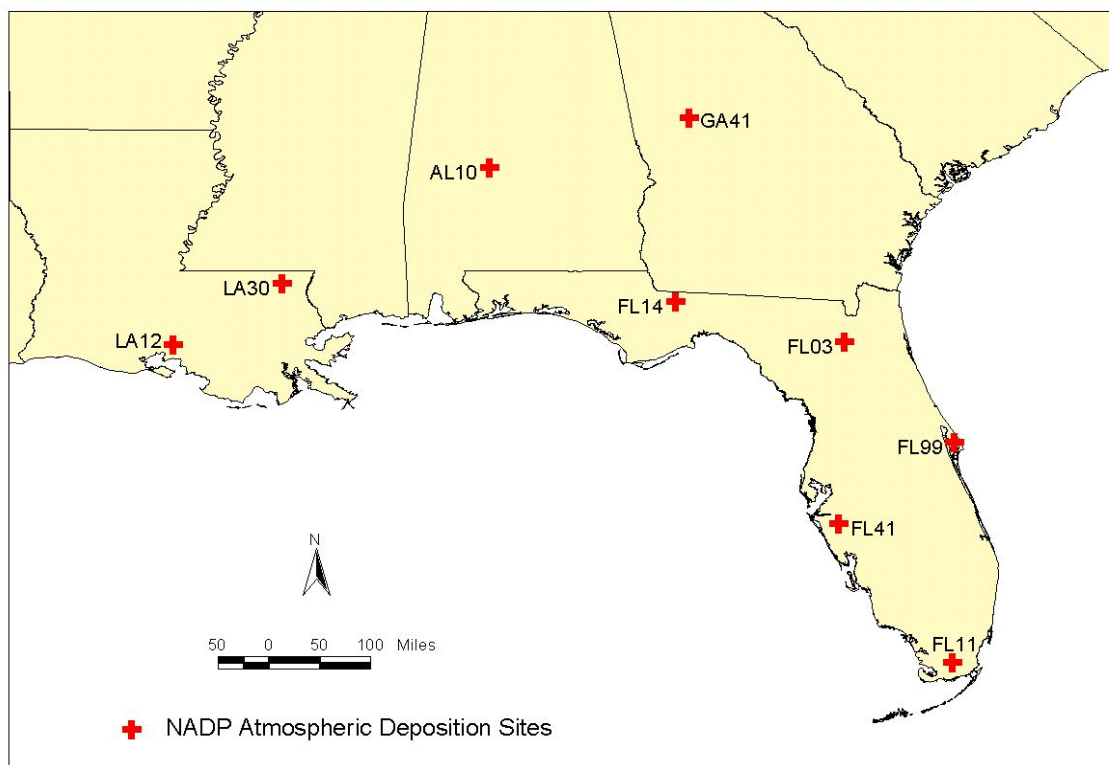 GA41
AL10
LA30
FL14
LA12
FL03
FL99
FL41
N
50 0 50 100 Miles
FL11
NADP Atmospheric Deposition Sites